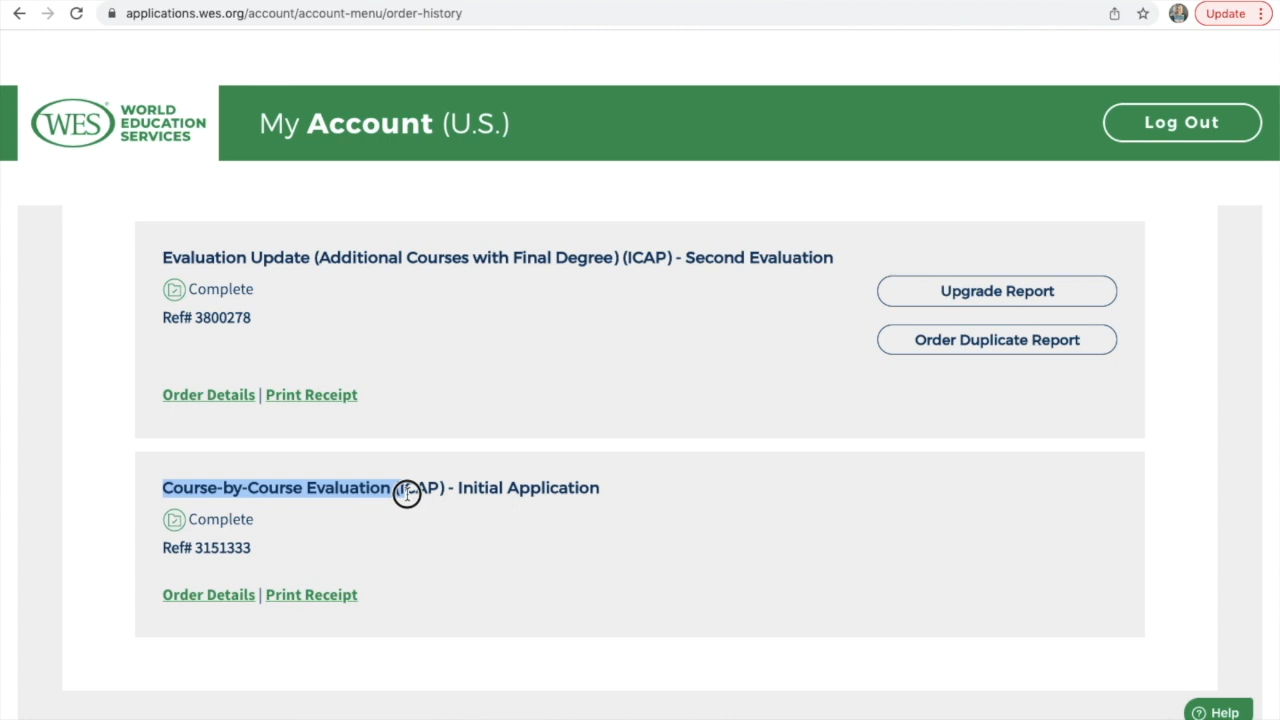 applications.wes.org/account/account-menu/order-history
Update
WES
WORLD
EDUCATION
SERVICES
My Account (U.S.)
Log Out
Evaluation Update (Additional Courses with Final Degree) (ICAP) - Second Evaluation
Complete
Ref# 3800278
Upgrade Report
Order Duplicate Report
Order Details | Print Receipt
Course-by-Course Evaluation (ICAP) - Initial Application
Complete
Ref# 3151333
Order Details | Print Receipt
Help